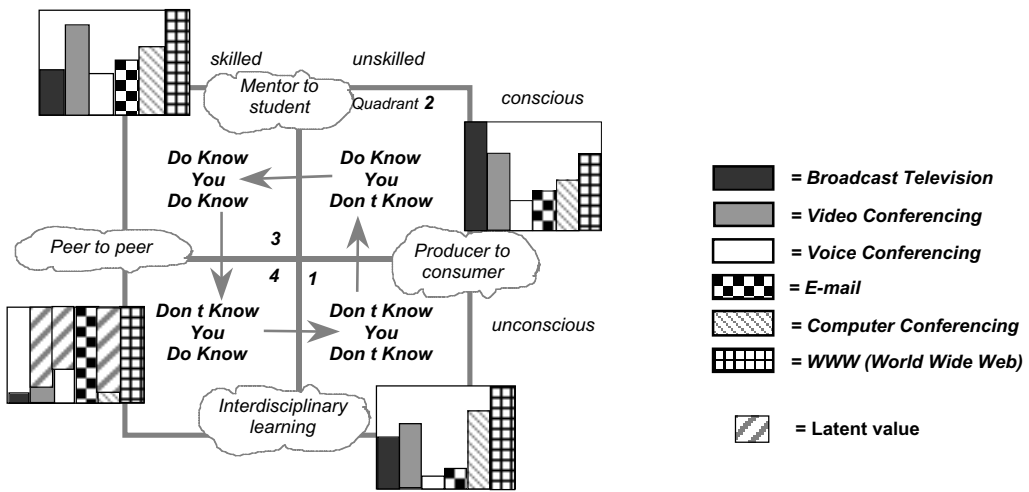 skilled
unskilled
Mentor to
student
Quadrant 2
conscious
Do Know
You
Do Know
Do Know
You
Don t Know
Peer to peer
3
Producer to
consumer
4
1
Don t Know
You
Do Know
Don t Know
You
Don t Know
unconscious
Interdisciplinary
learning
= Broadcast Television
= Video Conferencing
= Voice Conferencing
= E-mail
= Computer Conferencing
= WWW (World Wide Web)
= Latent value